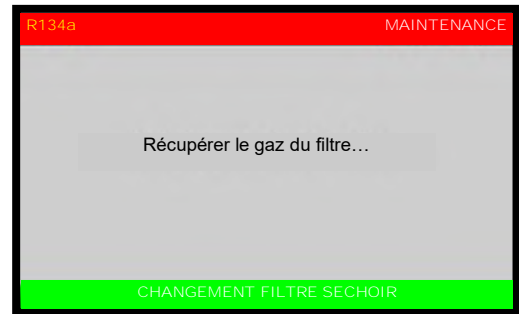 R134a MAINTENANCE
Récupérer le gaz du filtre…
CHANGEMENT FILTRE SECHOIR